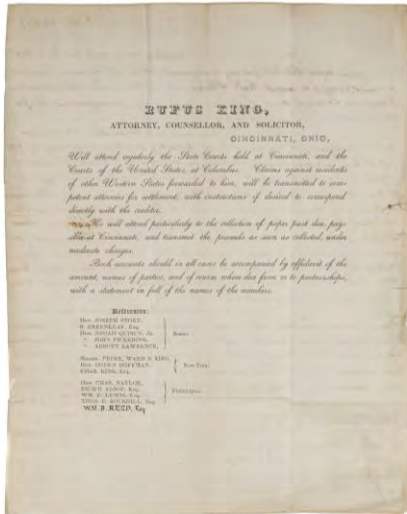 RUFUS KING,
ATTORNEY, COUNSELLOR, AND SOLICITOR,
CINCINNATI, OHIO,
Will attend regularly the State Courts held at Cincinnati, and the
Courts of the United States, at Columbus. Claims against residents
of other Western States forwarded to him, will be transmitted to com-
petent attornies for settlement, with instructions if desired to correspond
directly with the creditor.
He will attend particularly to the collection of paper past due, pay-
able at Cincinnati, and transmit the proceeds as soon as collected, under
moderate charges.
Book accounts should in all cases be accompanied by affidavit of the
amount, names of parties, and of course where due from or to partnerships,
with a statement in full of the names of the members.
References:
Hon. JOSEPH STORY,
S. GREENLEAF, Esq.
Hon. JOSIAH QUINCY, Jr.
" JOHN PICKERING,
" ABBOTT LAWRENCE,
Boston
Messrs. PRIME, WARD & KING,
Hon. OGDEN HOFFMAN,
CHAS. KING, Esq.
New-York
Hon. CHAS. NAYLOR,
RICH'D ALSOP, Esq.
WM. D. LEWIS, Esq.
THOS. C. ROCKHILL, Esq.
WM. B. REED, Esq
Philadelphia